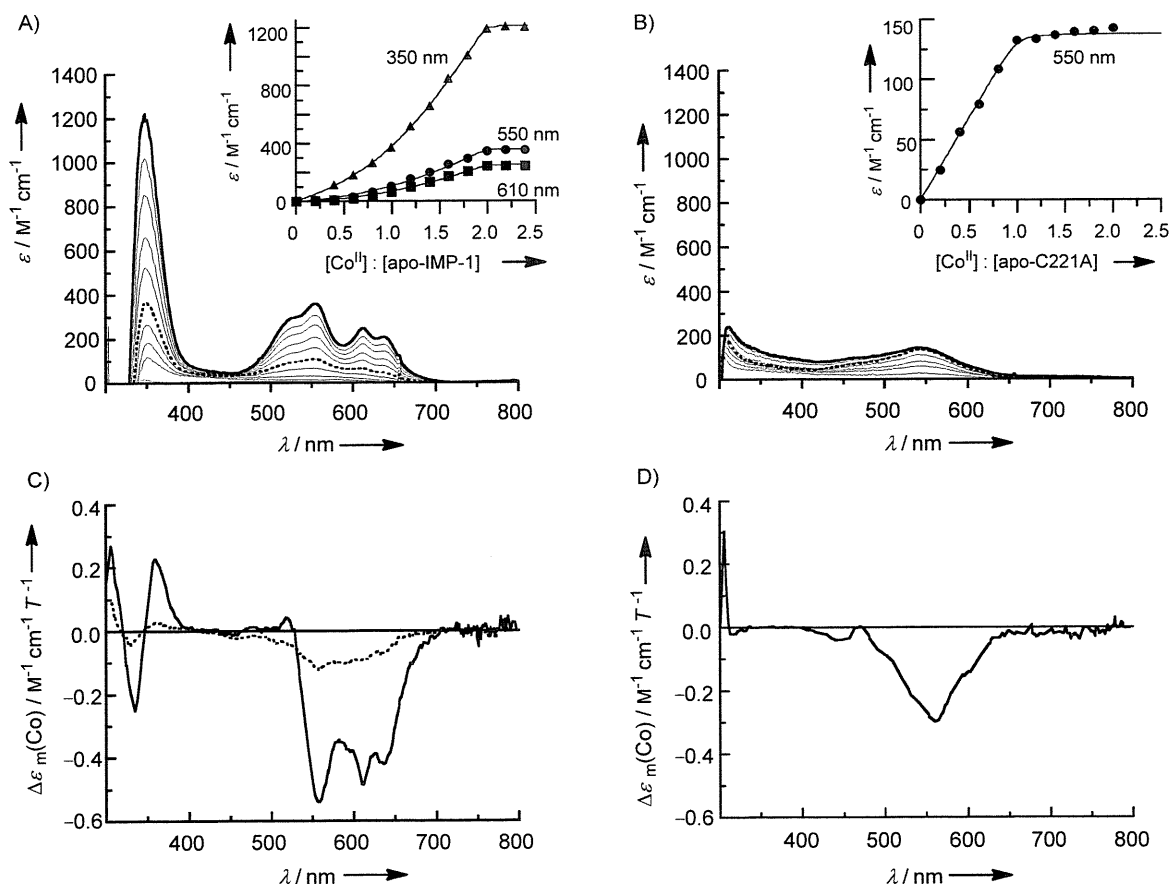 A)
ε / M⁻¹ cm⁻¹
1400
1200
1000
800
600
400
200
0
400 500 600 700 800
λ / nm
ε / M⁻¹ cm⁻¹
1200
800
400
0
350 nm
550 nm
610 nm
0 0.5 1.0 1.5 2.0 2.5
[Coᴵᴵ] : [apo-IMP-1]
B)
ε / M⁻¹ cm⁻¹
1400
1200
1000
800
600
400
200
0
400 500 600 700 800
λ / nm
ε / M⁻¹ cm⁻¹
150
100
50
0
550 nm
0 0.5 1.0 1.5 2.0 2.5
[Coᴵᴵ] : [apo-C221A]
C)
Δε m(Co) / M⁻¹ cm⁻¹ T⁻¹
0.4
0.2
0.0
−0.2
−0.4
−0.6
400 500 600 700 800
λ / nm
D)
Δε m(Co) / M⁻¹ cm⁻¹ T⁻¹
0.4
0.2
0.0
−0.2
−0.4
−0.6
400 500 600 700 800
λ / nm